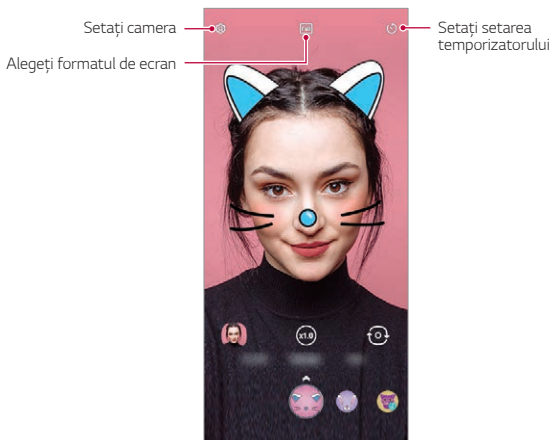 Setați camera
Alegeți formatul de ecran
Setați setarea
temporizatorului
x1.0